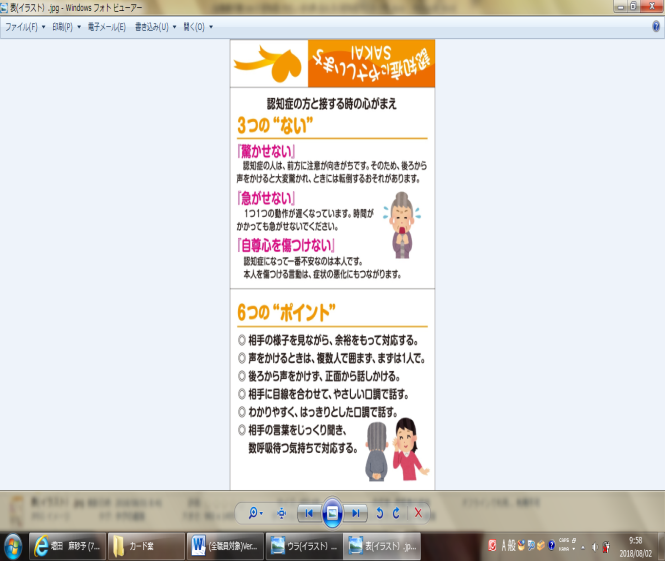 表(イラスト) .jpg - Windows フォト ビューアー
ファイル(F) 印刷(P) 電子メール(E) 書き込み(U) 開く(O)
認知症にやさしいまち
SAKAI
認知症の方と接する時の心がまえ
3つの“ない”
『驚かせない』
認知症の人は、前方に注意が向きがちです。そのため、後ろから
声をかけると大変驚かれ、ときには転倒するおそれがあります。
『急がせない』
1つ1つの動作が遅くなっています。時間が
かかっても急がせないでください。
『自尊心を傷つけない』
認知症になって一番不安なのは本人です。
本人を傷つける言動は、症状の悪化にもつながります。
6つの“ポイント”
◎ 相手の様子を見ながら、余裕をもって対応する。
◎ 声をかけるときは、複数人で囲まず、まずは1人で。
◎ 後ろから声をかけず、正面から話しかける。
◎ 相手に目線を合わせて、やさしい口調で話す。
◎ わかりやすく、はっきりとした口調で話す。
◎ 相手の言葉をじっくり聞き、
数呼吸待つ気持ちで対応する。
増田 麻砂子 (7... カード案 (全職員対象)Ver... ウラ(イラスト) ... 表(イラスト) .jp...
A 般 CAPS KANA 9:58
2018/08/02